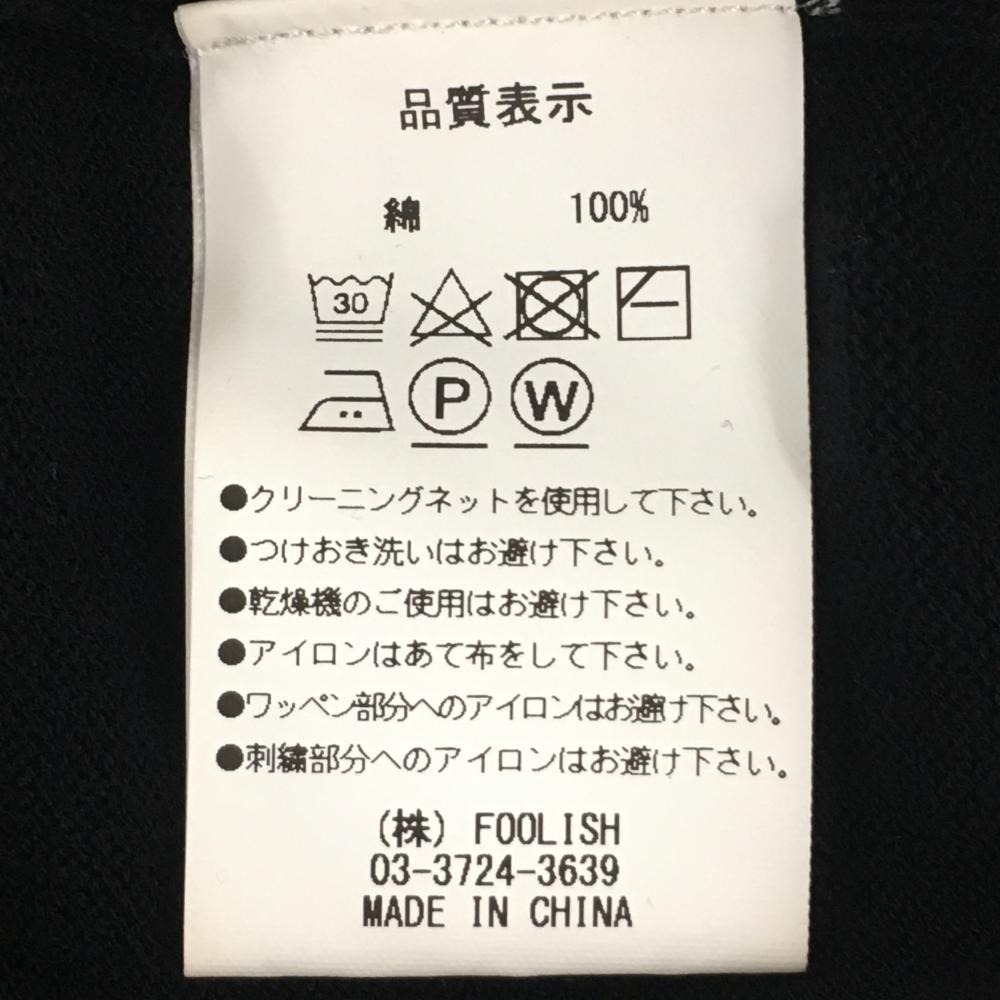 品質表示
綿 100%
30
P W
●クリーニングネットを使用して下さい。
●つけおき洗いはお避け下さい。
●乾燥機のご使用はお避け下さい。
●アイロンはあて布をして下さい。
●ワッペン部分へのアイロンはお避け下さい。
●刺繍部分へのアイロンはお避け下さい。
(株) FOOLISH
03-3724-3639
MADE IN CHINA